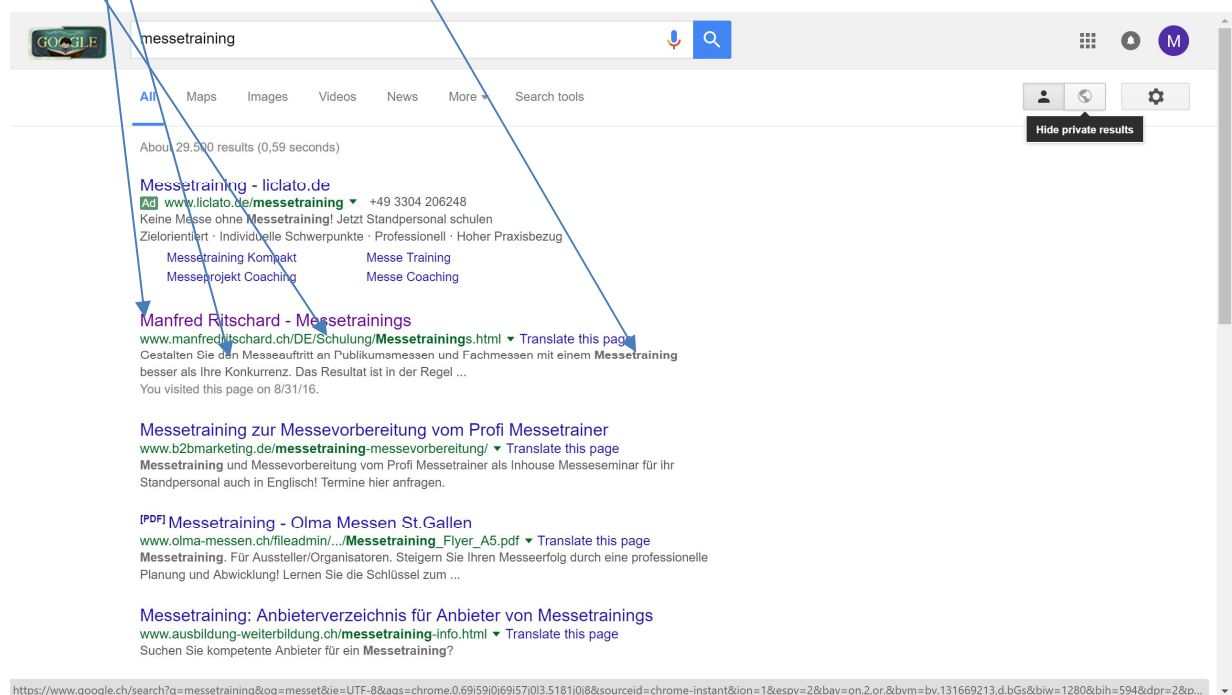 GOOGLE
messetraining
M
All Maps Images Videos News More Search tools
Hide private results
About 29.500 results (0,59 seconds)
Messetraining - liclato.de
Ad www.liclato.de/messetraining +49 3304 206248
Keine Messe ohne Messetraining! Jetzt Standpersonal schulen
Zielorientiert · Individuelle Schwerpunkte · Professionell · Hoher Praxisbezug
Messetraining Kompakt Messe Training
Messeprojekt Coaching Messe Coaching
Manfred Ritschard - Messetrainings
www.manfredritschard.ch/DE/Schulung/Messetrainings.html Translate this page
Gestalten Sie den Messeauftritt an Publikumsmessen und Fachmessen mit einem Messetraining
besser als Ihre Konkurrenz. Das Resultat ist in der Regel ...
You visited this page on 8/31/16.
Messetraining zur Messevorbereitung vom Profi Messetrainer
www.b2bmarketing.de/messetraining-messevorbereitung/ Translate this page
Messetraining und Messevorbereitung vom Profi Messetrainer als Inhouse Messeseminar für ihr
Standpersonal auch in Englisch! Termine hier anfragen.
[PDF] Messetraining - Olma Messen St.Gallen
www.olma-messen.ch/fileadmin/.../Messetraining_Flyer_A5.pdf Translate this page
Messetraining. Für Aussteller/Organisatoren. Steigern Sie Ihren Messeerfolg durch eine professionelle
Planung und Abwicklung! Lernen Sie die Schlüssel zum ...
Messetraining: Anbieterverzeichnis für Anbieter von Messetrainings
www.ausbildung-weiterbildung.ch/messetraining-info.html Translate this page
Suchen Sie kompetente Anbieter für ein Messetraining?
https://www.google.ch/search?q=messetraining&oq=messet&ie=UTF-8&aqs=chrome.0.69i59j0j69i57j0l3.5181j0j8&sourceid=chrome-instant&ion=1&espv=2&bav=on.2,or.&bvm=bv.131669213,d.bGs&biw=1280&bih=594&dpr=2&p...